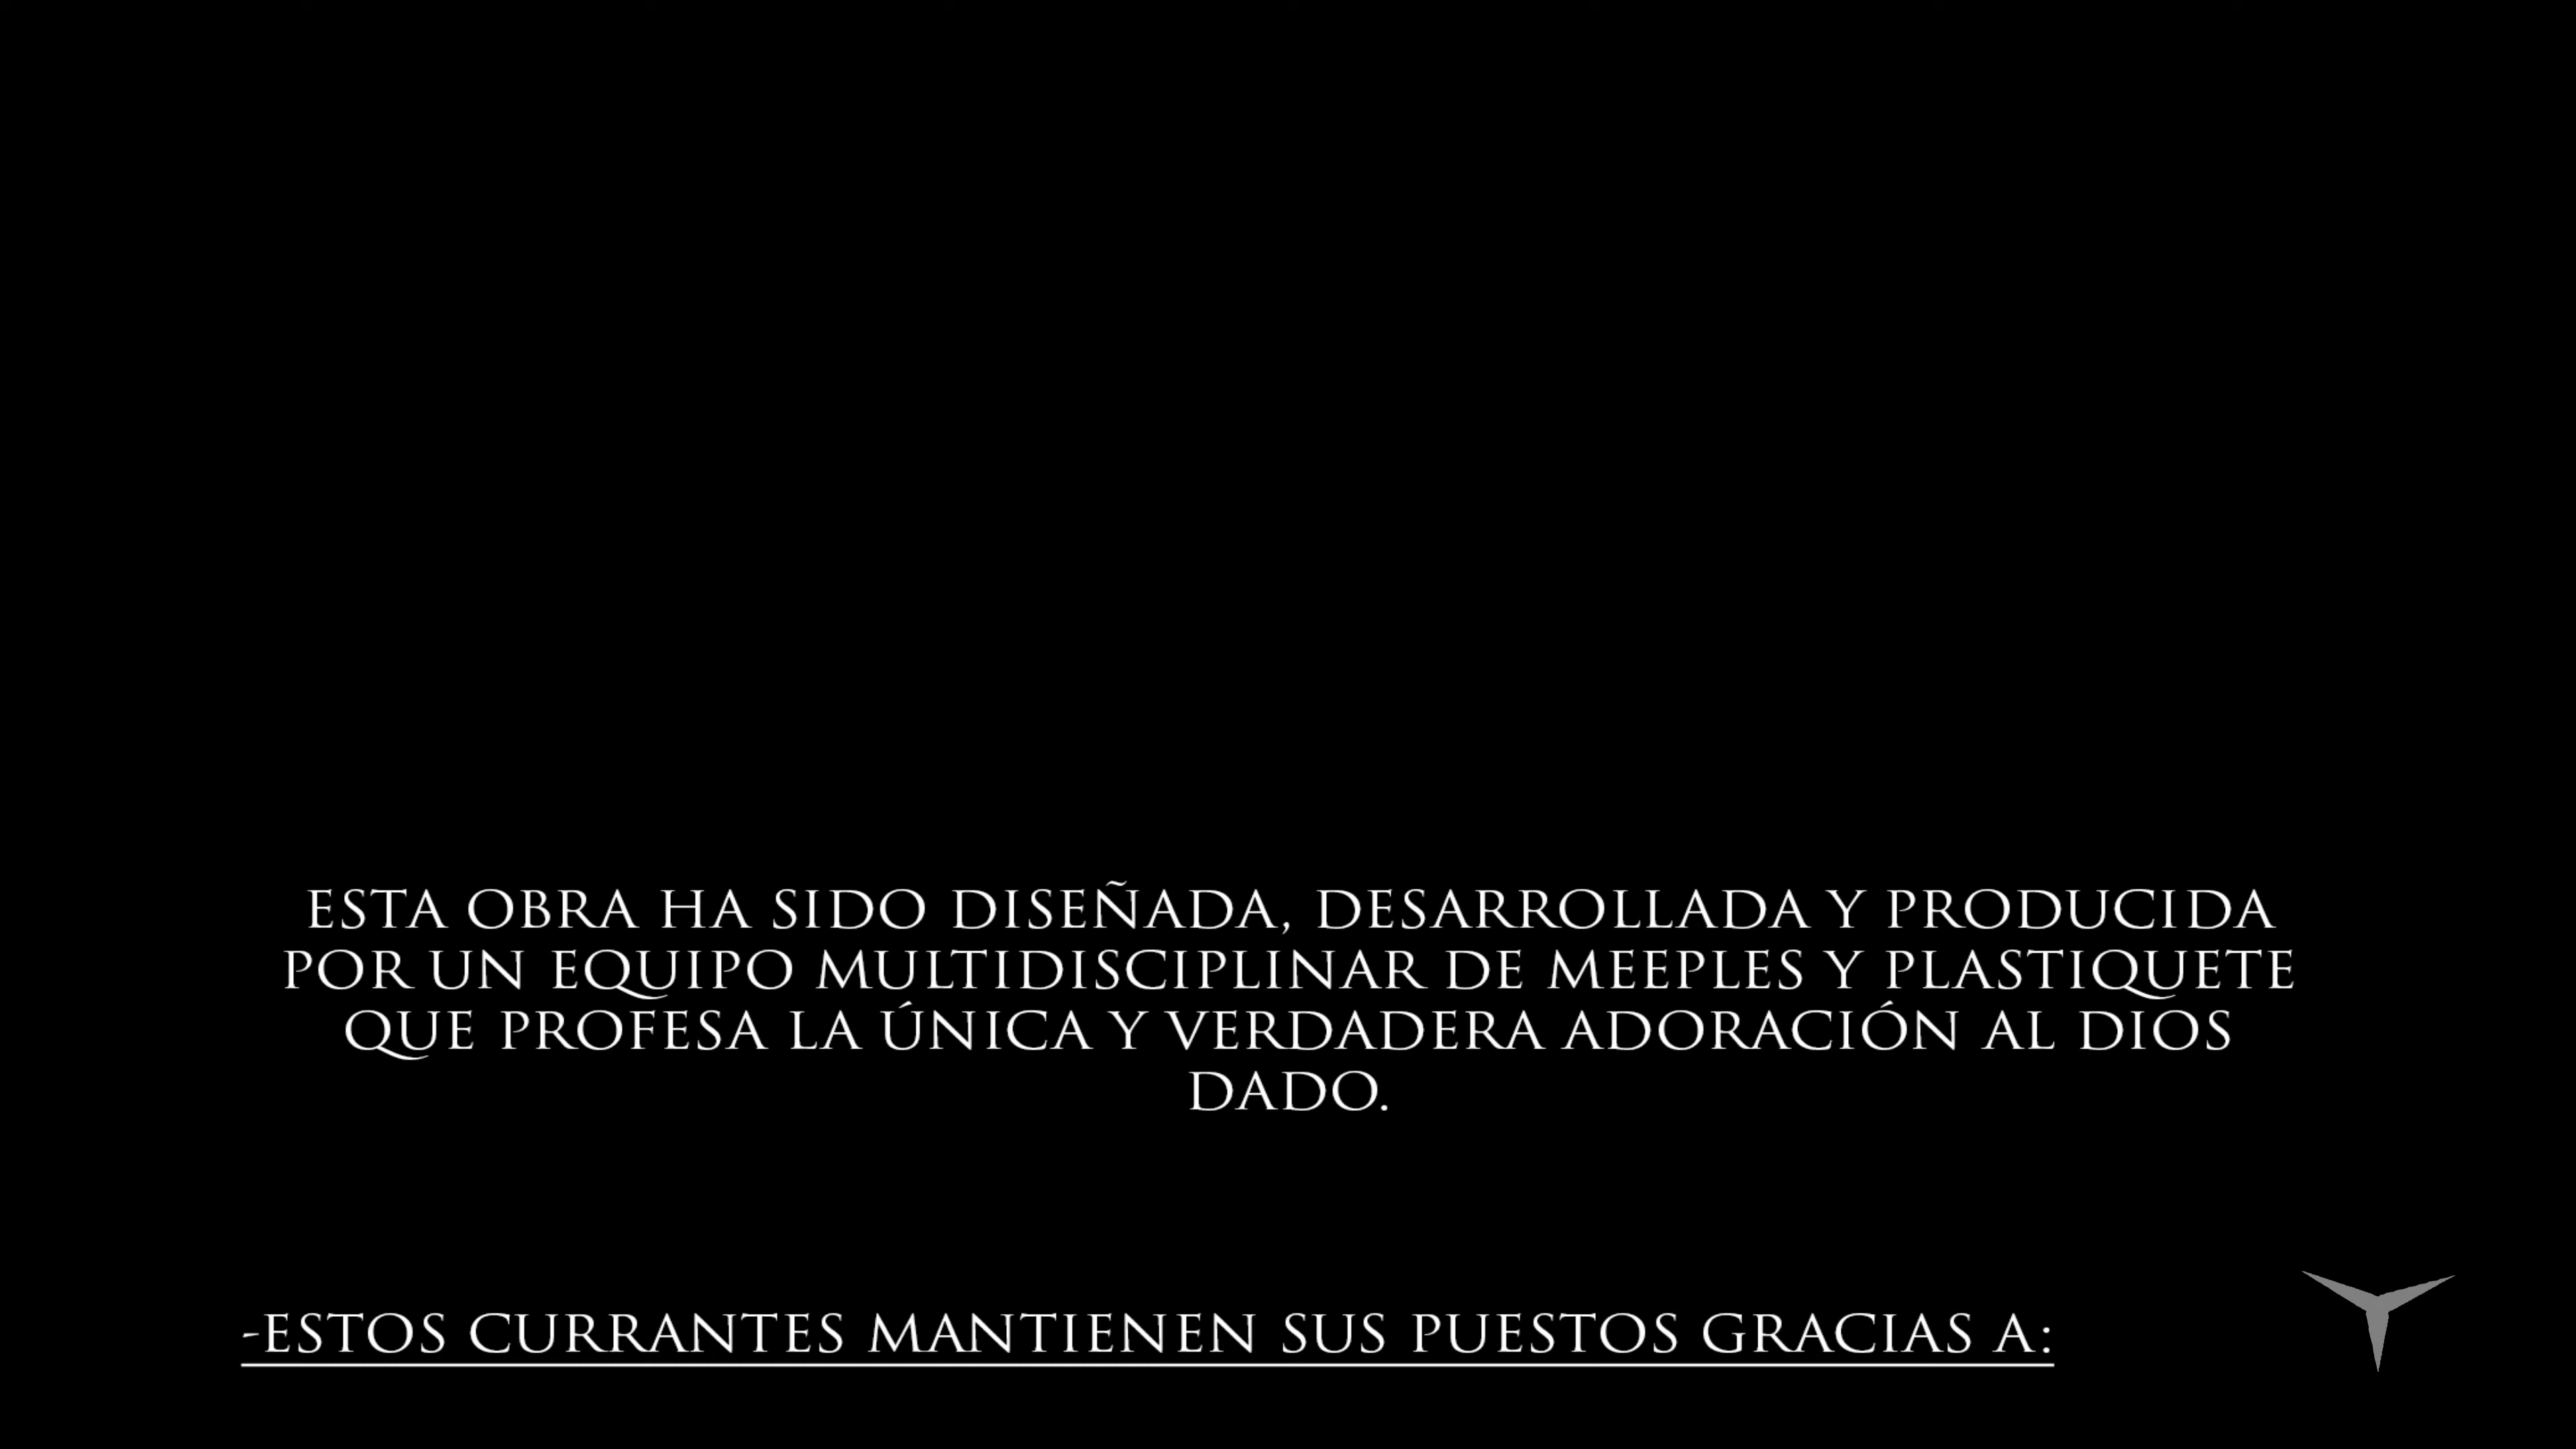 ESTA OBRA HA SIDO DISEÑADA, DESARROLLADA Y PRODUCIDA
POR UN EQUIPO MULTIDISCIPLINAR DE MEEPLES Y PLASTIQUETE
QUE PROFESA LA ÚNICA Y VERDADERA ADORACIÓN AL DIOS
DADO.
-ESTOS CURRANTES MANTIENEN SUS PUESTOS GRACIAS A: